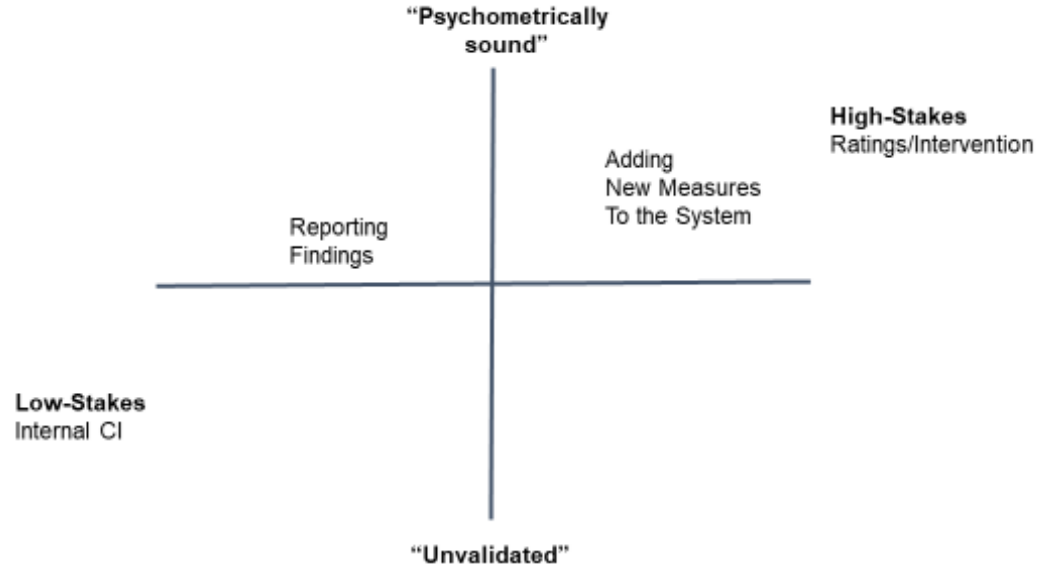 “Psychometrically
sound”
High-Stakes
Ratings/Intervention
Adding
New Measures
To the System
Reporting
Findings
Low-Stakes
Internal CI
“Unvalidated”